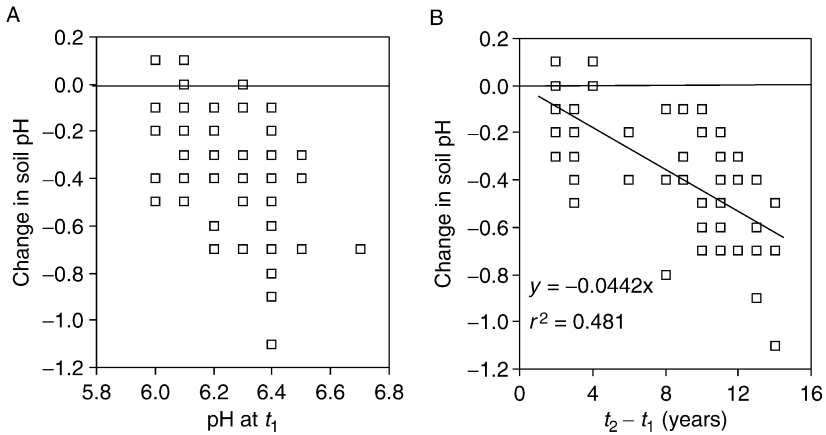 A
0.2
0.0
−0.2
−0.4
−0.6
−0.8
−1.0
−1.2
Change in soil pH
5.8 6.0 6.2 6.4 6.6 6.8
pH at t₁
B
0.2
0.0
−0.2
−0.4
−0.6
−0.8
−1.0
−1.2
Change in soil pH
y = −0.0442x
r² = 0.481
0 4 8 12 16
t₂ − t₁ (years)